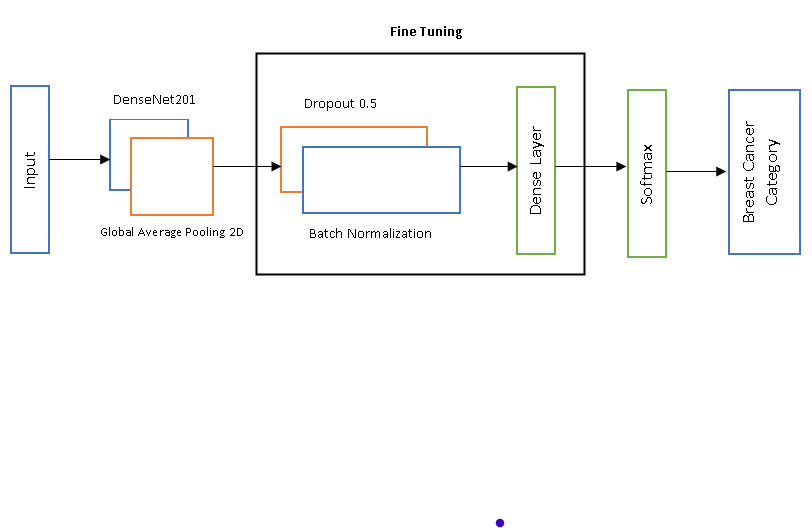 Fine Tuning
Input
DenseNet201
Global Average Pooling 2D
Dropout 0.5
Batch Normalization
Dense Layer
Softmax
Breast Cancer
Category